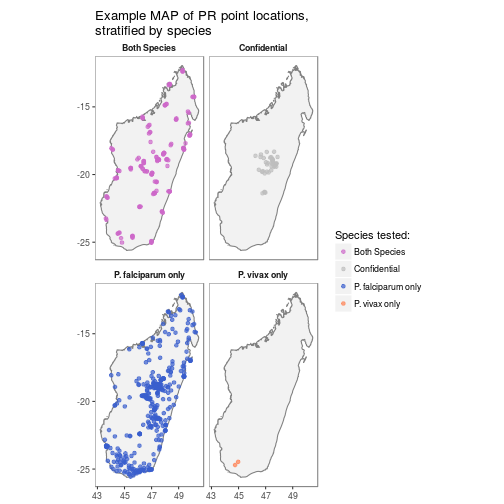 Example MAP of PR point locations,
stratified by species
Both Species
Confidential
-15
-20
-25
P. falciparum only
P. vivax only
-15
-20
-25
43
45
47
49
43
45
47
49
Species tested:
Both Species
Confidential
P. falciparum only
P. vivax only